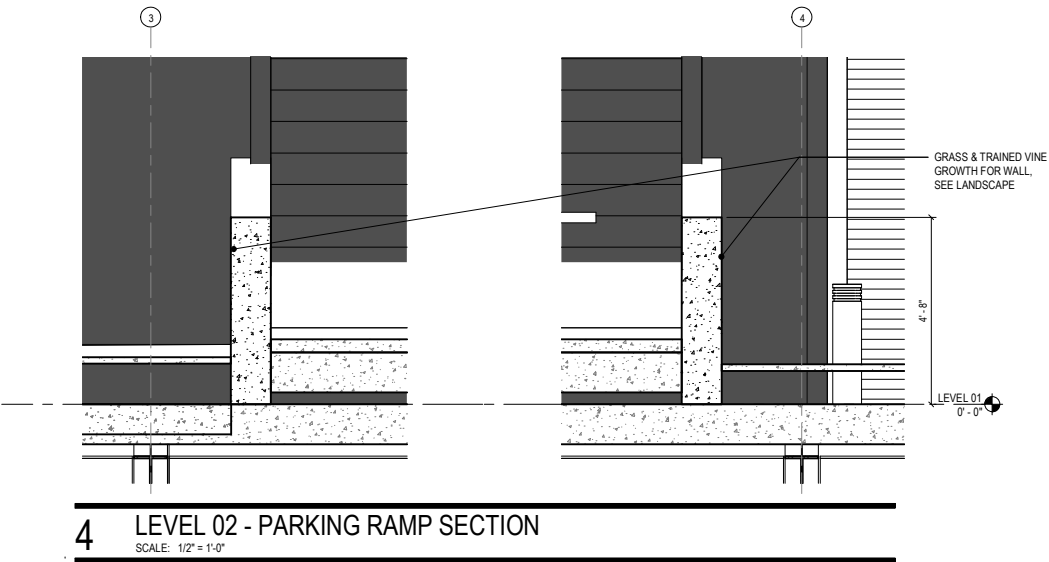 3
4
GRASS & TRAINED VINE
GROWTH FOR WALL,
SEE LANDSCAPE
4' - 8"
LEVEL 01
0' - 0"
4
LEVEL 02 - PARKING RAMP SECTION
SCALE: 1/2" = 1'-0"